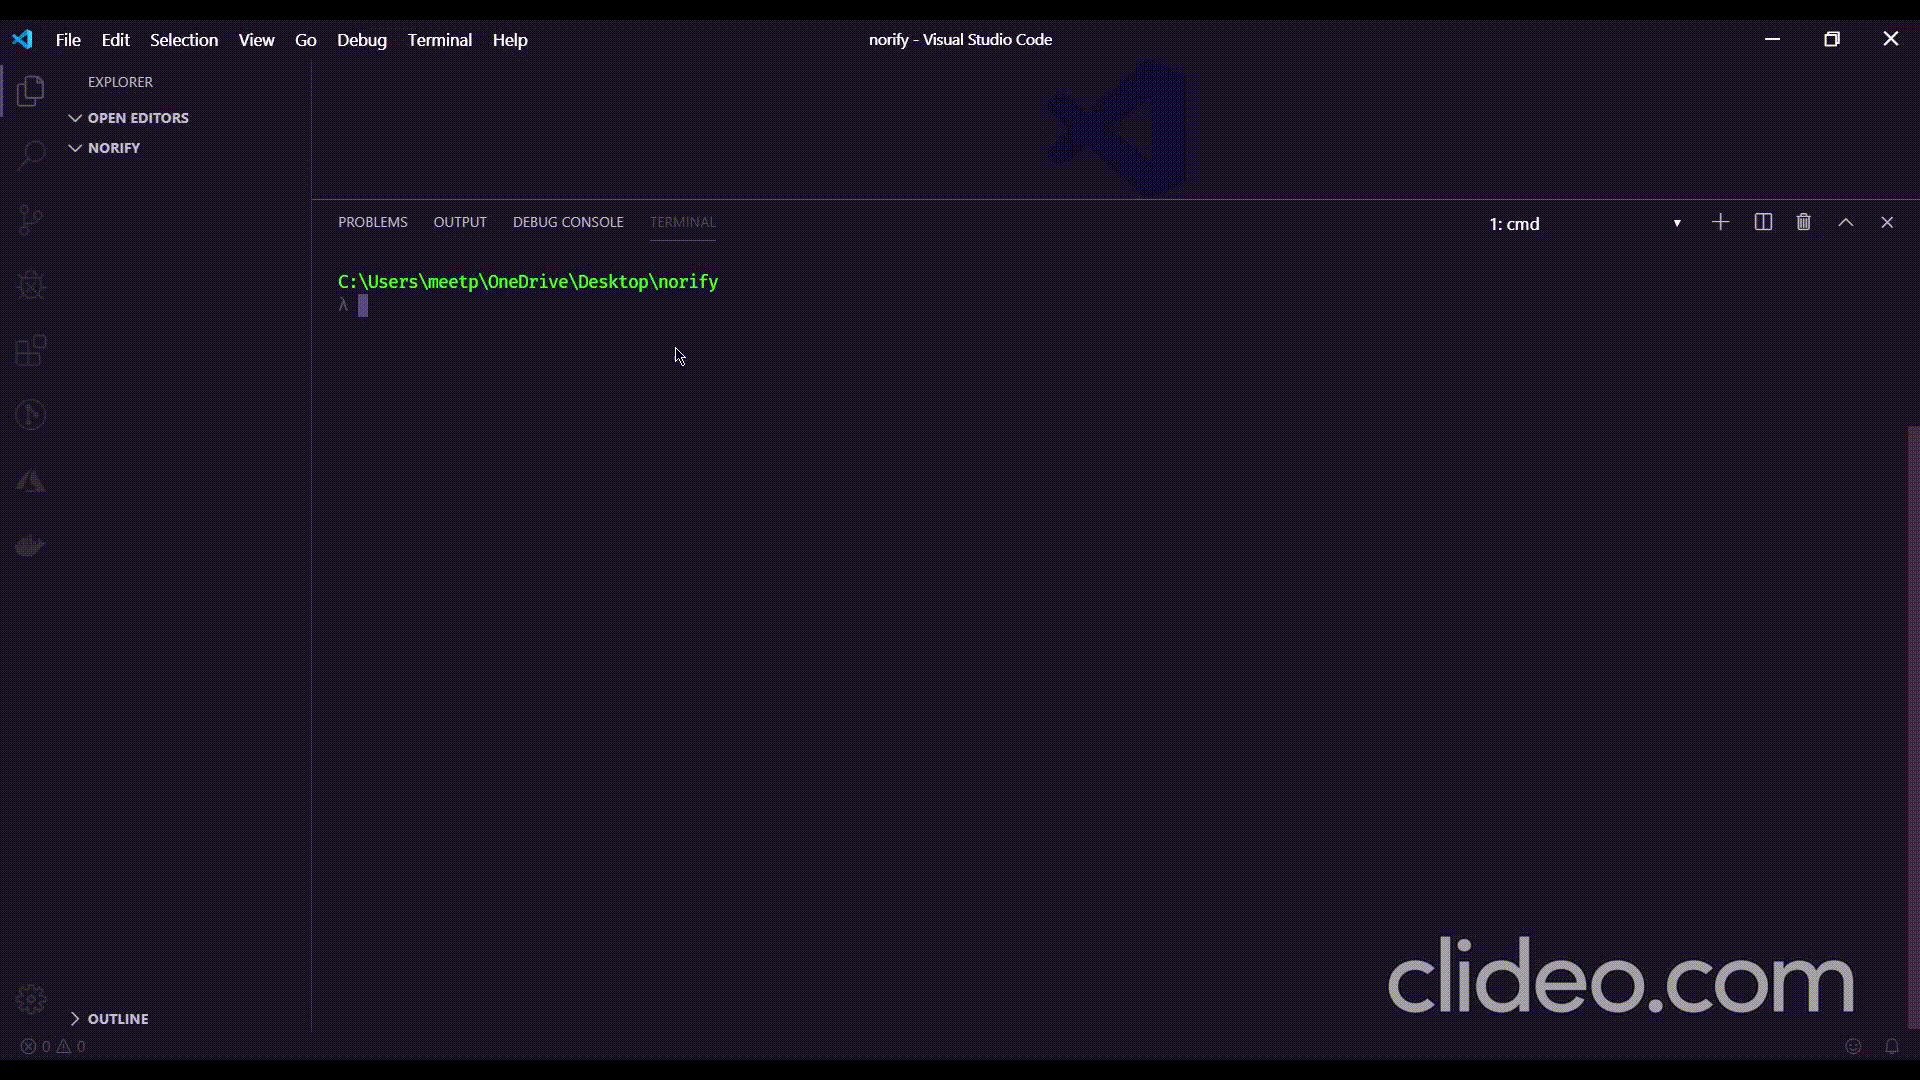 File Edit Selection View Go Debug Terminal Help
norify - Visual Studio Code
EXPLORER
OPEN EDITORS
NORIFY
PROBLEMS OUTPUT DEBUG CONSOLE TERMINAL
1: cmd
C:\Users\meetp\OneDrive\Desktop\norify
λ
clideo.com
OUTLINE
0 0